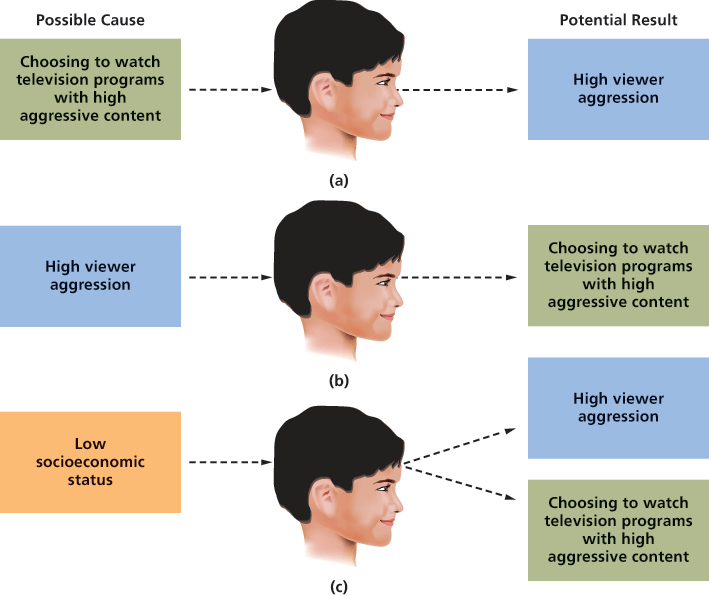 Possible Cause
Potential Result
Choosing to watch
television programs
with high
aggressive content
High viewer
aggression
(a)
High viewer
aggression
Choosing to watch
television programs
with high
aggressive content
(b)
Low
socioeconomic
status
High viewer
aggression
Choosing to watch
television programs
with high
aggressive content
(c)